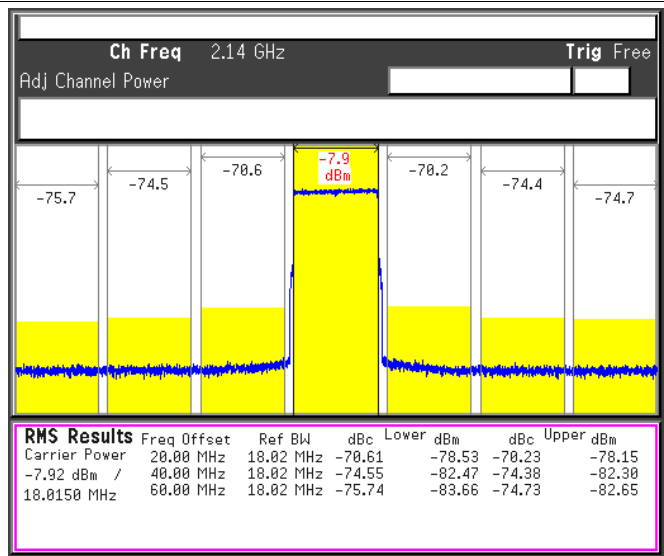 Ch Freq 2.14 GHz Trig Free
Adj Channel Power
-75.7 -74.5 -70.6 -7.9 dBm -70.2 -74.4 -74.7
RMS Results Freq Offset Ref BW dBc Lower dBm dBc Upper dBm
Carrier Power 20.00 MHz 18.02 MHz -70.61 -78.53 -70.23 -78.15
-7.92 dBm / 40.00 MHz 18.02 MHz -74.55 -82.47 -74.38 -82.30
18.0150 MHz 60.00 MHz 18.02 MHz -75.74 -83.66 -74.73 -82.65